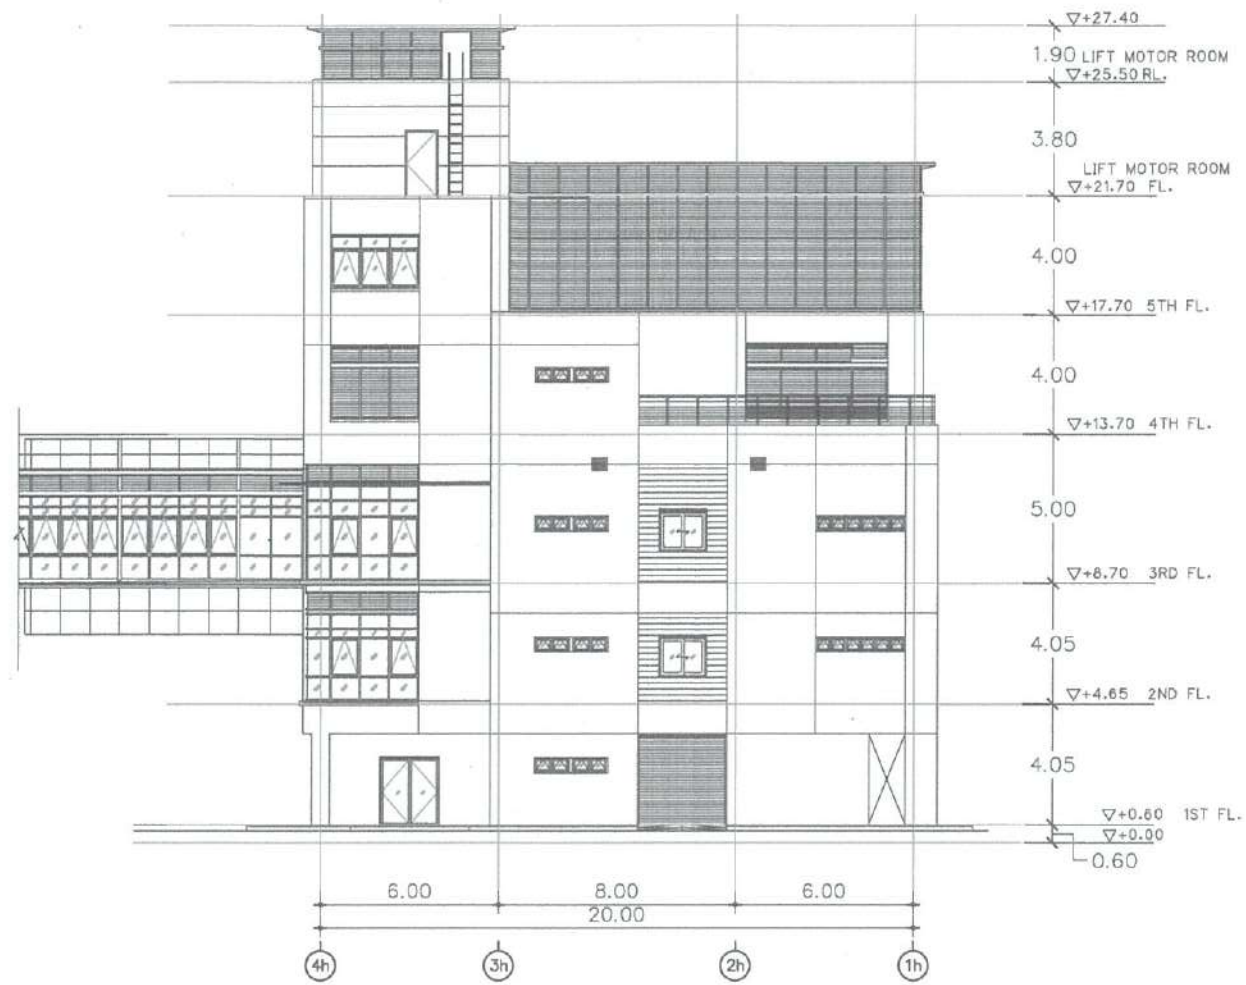 ▽+27.40
1.90 LIFT MOTOR ROOM
▽+25.50 RL.
3.80
LIFT MOTOR ROOM
▽+21.70 FL.
4.00
▽+17.70 5TH FL.
4.00
▽+13.70 4TH FL.
5.00
▽+8.70 3RD FL.
4.05
▽+4.65 2ND FL.
4.05
▽+0.60 1ST FL.
▽+0.00
0.60
6.00 8.00 6.00
20.00
4h 3h 2h 1h